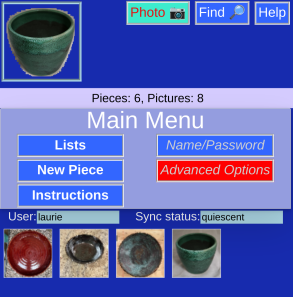 Photo Find Help
Pieces: 6, Pictures: 8
Main Menu
Lists Name/Password
New Piece Advanced Options
Instructions
User: laurie Sync status: quiescent